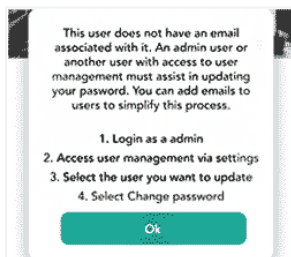 This user does not have an email
associated with it. An admin user or
another user with access to user
management must assist in updating
your password. You can add emails to
users to simplify this process.
1. Login as a admin
2. Access user management via settings
3. Select the user you want to update
4. Select Change password
Ok